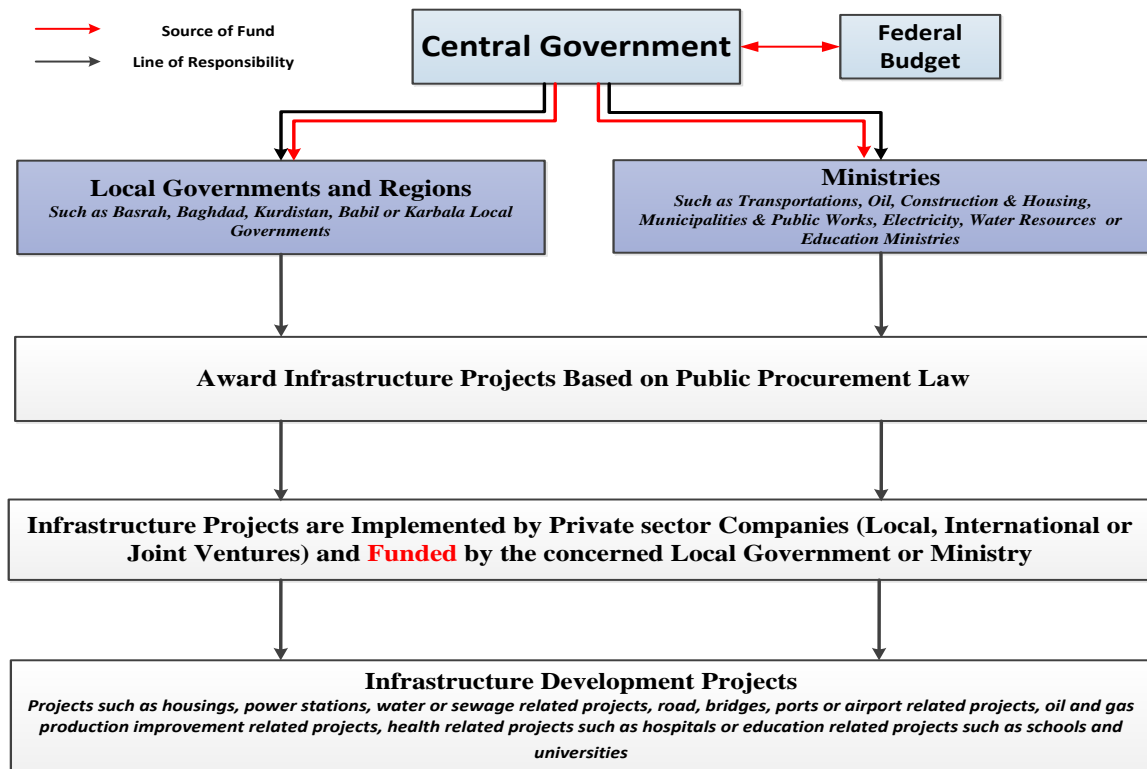 Source of Fund
Line of Responsibility
Central Government
Federal
Budget
Local Governments and Regions
Such as Basrah, Baghdad, Kurdistan, Babil or Karbala Local
Governments
Ministries
Such as Transportations, Oil, Construction & Housing,
Municipalities & Public Works, Electricity, Water Resources or
Education Ministries
Award Infrastructure Projects Based on Public Procurement Law
Infrastructure Projects are Implemented by Private sector Companies (Local, International or
Joint Ventures) and Funded by the concerned Local Government or Ministry
Infrastructure Development Projects
Projects such as housings, power stations, water or sewage related projects, road, bridges, ports or airport related projects, oil and gas
production improvement related projects, health related projects such as hospitals or education related projects such as schools and
universities